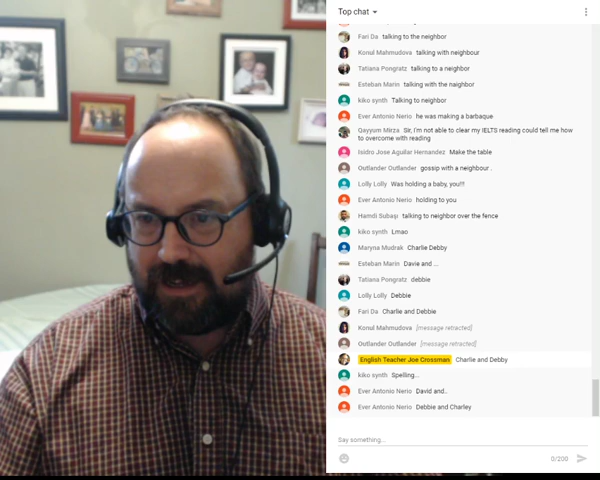 Top chat
Fari Da talking to the neighbor
Konul Mahmudova talking with neighbour
Tatiana Pongratz talking to a neighbor
Esteban Marin talking with the naighbor
kiko synth Talking to neighbor
Ever Antonio Nerio he was making a barbaque
Qayyum Mirza Sir, I'm not able to clear my IELTS reading could tell me how
to overcome with reading
Isidro Jose Aguilar Hernandez Make the table
Outlander Outlander gossip with a neighbour .
Lolly Lolly Was holding a baby, you!!!
Ever Antonio Nerio holding to you
Hamdi Subaşı talking to neighbor over the fence
kiko synth Lmao
Maryna Mudrak Charlie Debby
Esteban Marin Davie and ...
Tatiana Pongratz debbie
Lolly Lolly Debbie
Fari Da Charlie and Debbie
Konul Mahmudova [message retracted]
Outlander Outlander [message retracted]
English Teacher Joe Crossman Charlie and Debby
kiko synth Spelling...
Ever Antonio Nerio David and..
Ever Antonio Nerio Debbie and Charley
Say something...
0/200